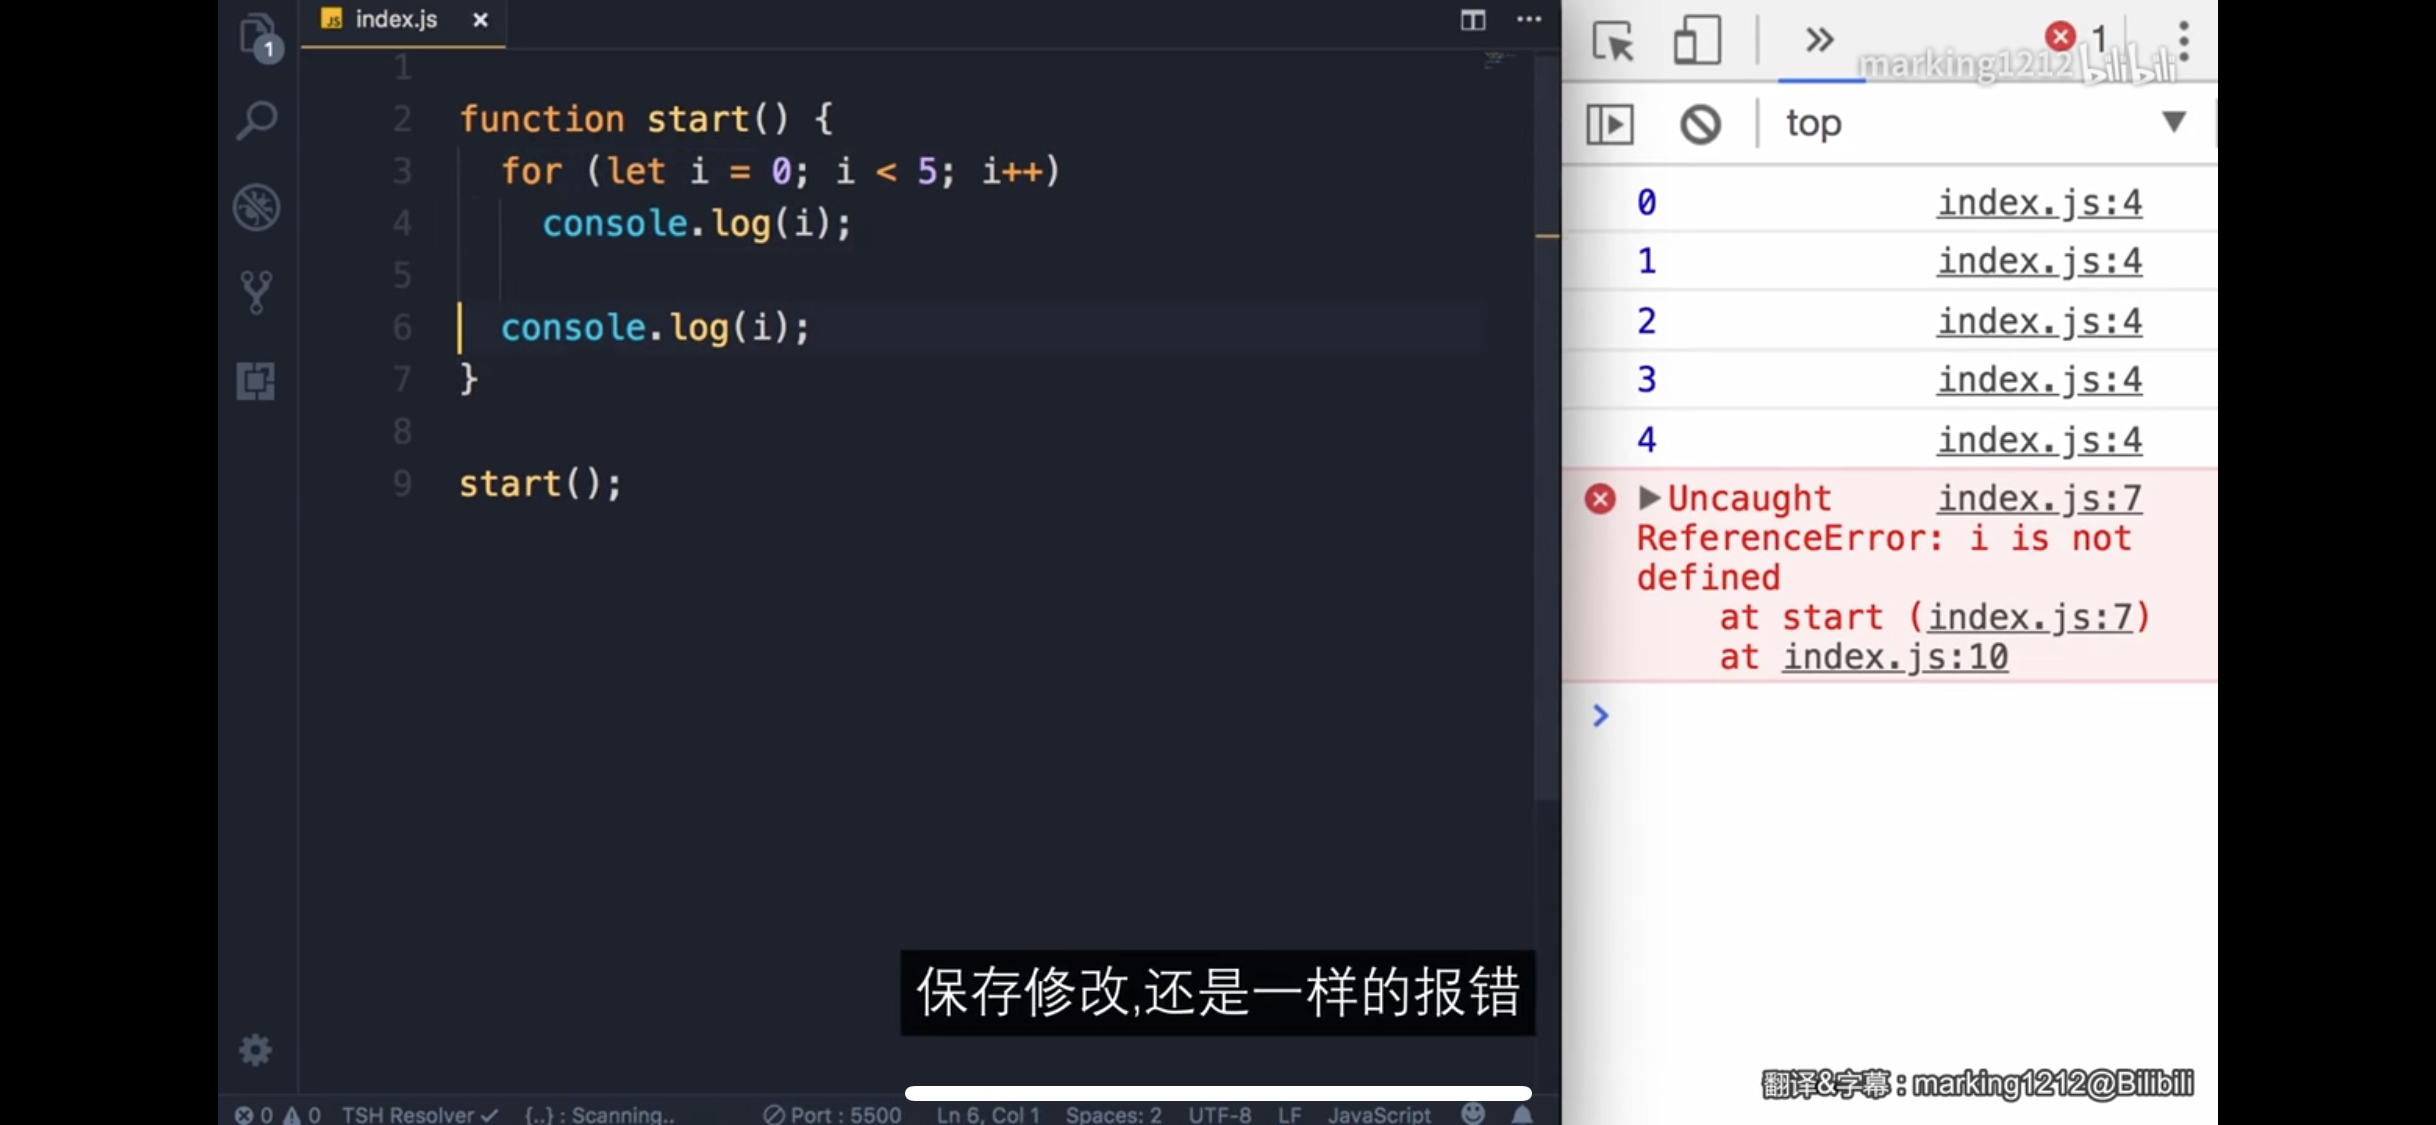 index.js ×
1
1
2 function start() {
3 for (let i = 0; i < 5; i++)
4 console.log(i);
5
6 console.log(i);
7 }
8
9 start();
保存修改,还是一样的报错
0 0 TSH Resolver {..} : Scanning.. Port : 5500 Ln 6, Col 1 Spaces: 2 UTF-8 LF JavaScript
1
marking1212 bilibili
top
0 index.js:4
1 index.js:4
2 index.js:4
3 index.js:4
4 index.js:4
Uncaught index.js:7
ReferenceError: i is not
defined
at start (index.js:7)
at index.js:10
翻译&字幕：marking1212@Bilibili